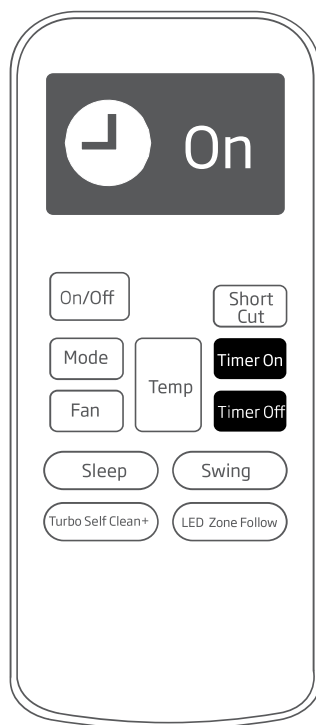 On
On/Off
Short
Cut
Mode
Temp
Timer On
Fan
Timer Off
Sleep
Swing
Turbo Self Clean+
LED Zone Follow